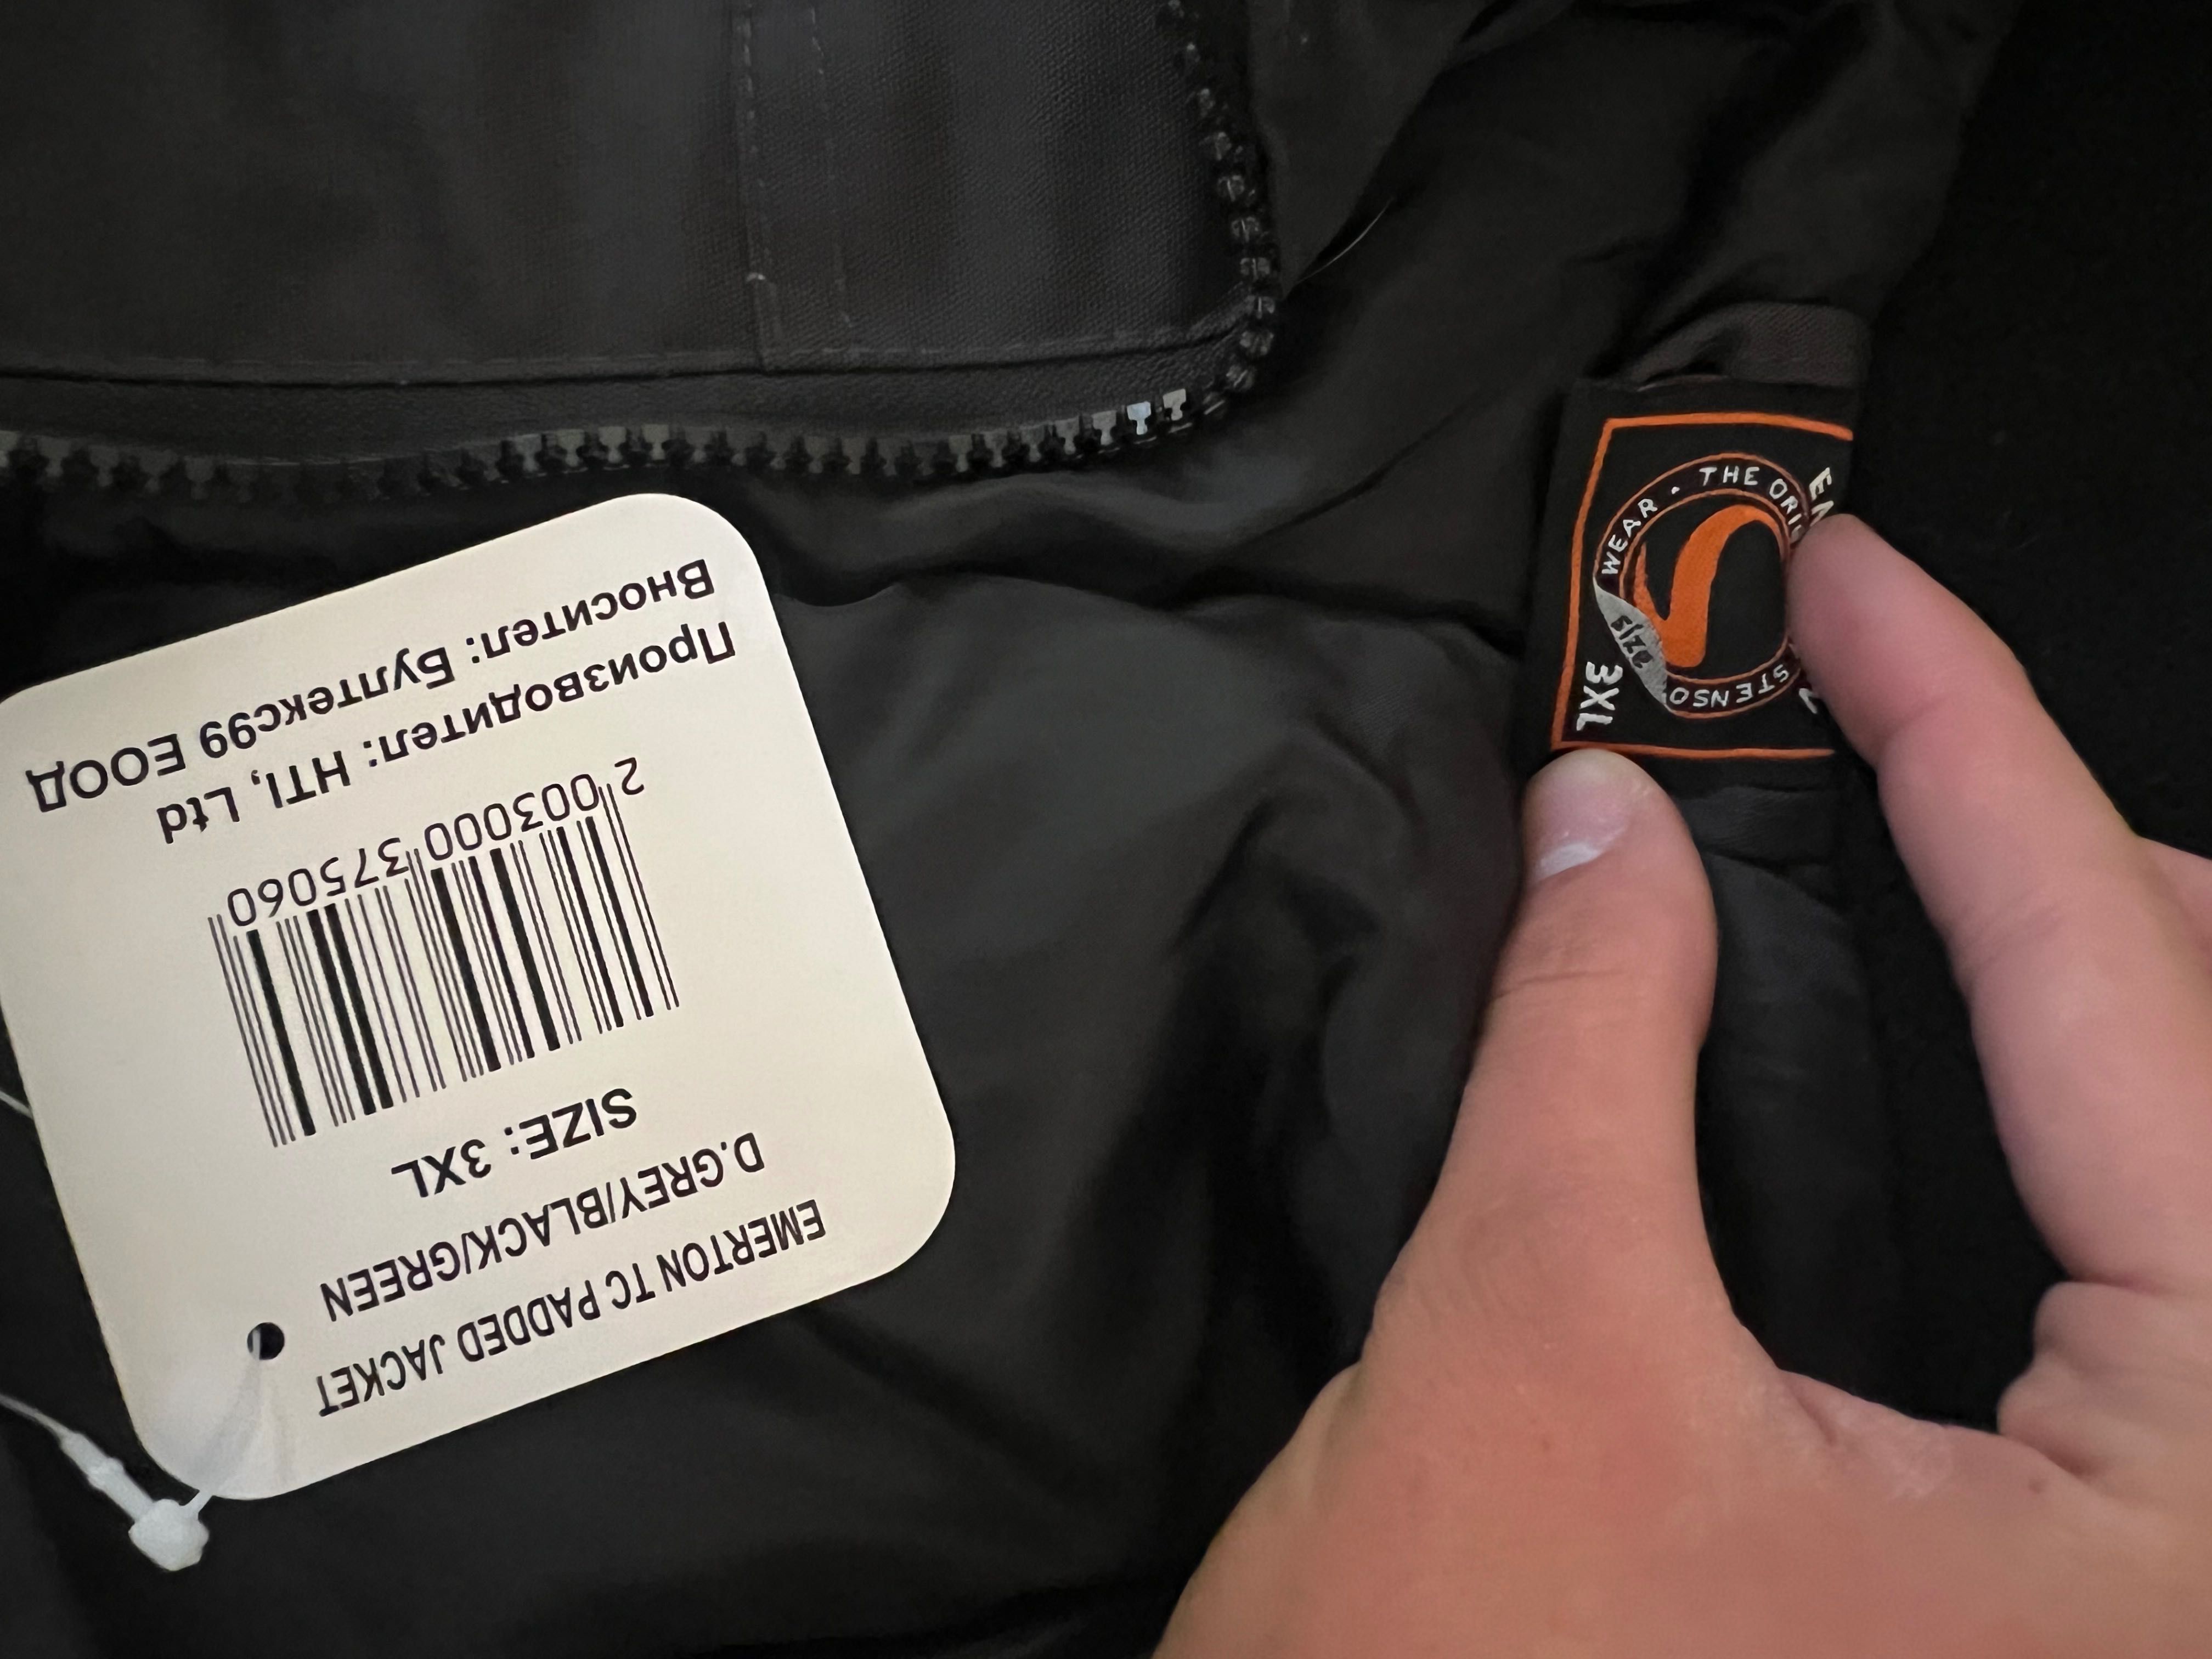 EMERTON TC PADDED JACKET
D.GREY/BLACK/GREEN
SIZE: 3XL
2 003000 375060
Производител: HTI, Ltd
Вносител: Бултекс99 ЕООД
WEAR • THE
STENSO
size
3XL